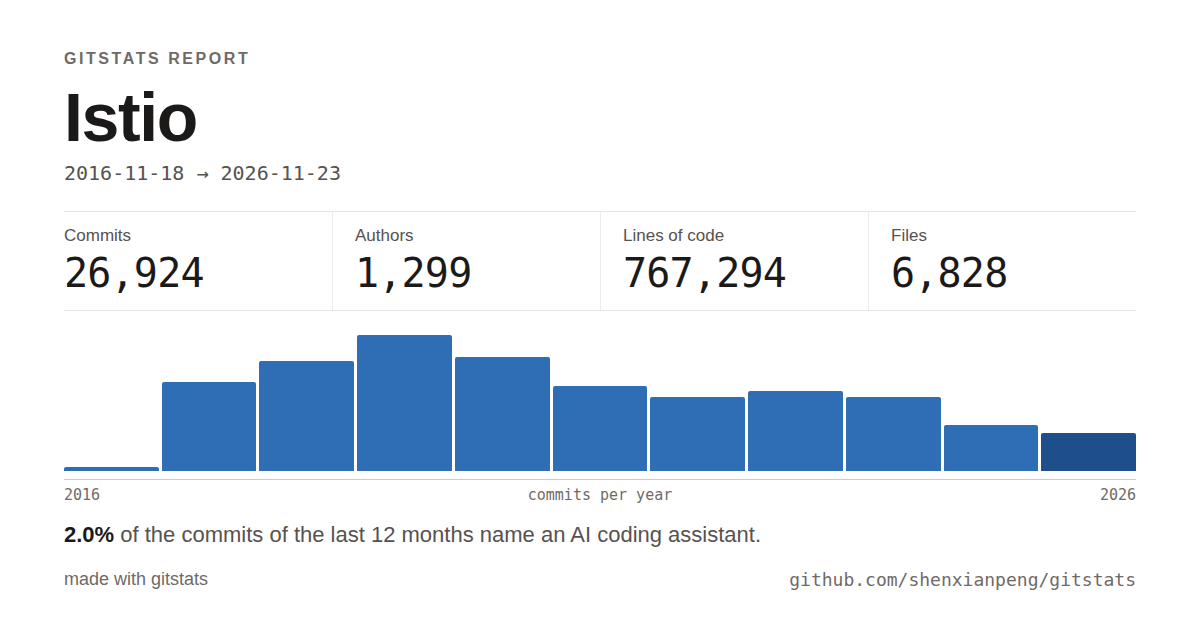 GITSTATS REPORT
Istio
2016-11-18 → 2026-11-23
Commits
26,924
Authors
1,299
Lines of code
767,294
Files
6,828
2016
commits per year
2026
2.0% of the commits of the last 12 months name an AI coding assistant.
made with gitstats
github.com/shenxianpeng/gitstats